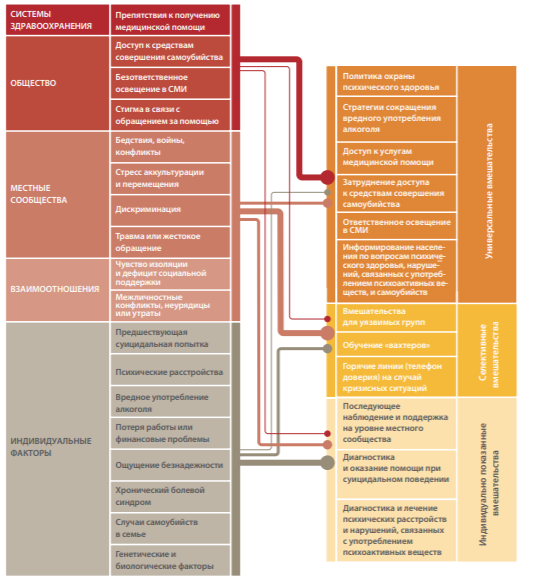 СИСТЕМЫ
ЗДРАВООХРАНЕНИЯ
Препятствия к получению
медицинской помощи
ОБЩЕСТВО
Доступ к средствам
совершения самоубийства
Безответственное
освещение в СМИ
Стигма в связи с
обращением за помощью
МЕСТНЫЕ
СООБЩЕСТВА
Бедствия, войны,
конфликты
Стресс аккультурации
и перемещения
Дискриминация
Травма или жестокое
обращение
ВЗАИМООТНОШЕНИЯ
Чувство изоляции
и дефицит социальной
поддержки
Межличностные
конфликты, неурядицы
или утраты
ИНДИВИДУАЛЬНЫЕ
ФАКТОРЫ
Предшествующая
суицидальная попытка
Психические расстройства
Вредное употребление
алкоголя
Потеря работы или
финансовые проблемы
Ощущение безнадежности
Хронический болевой
синдром
Случаи самоубийств
в семье
Генетические и
биологические факторы
Политика охраны
психического здоровья
Стратегии сокращения
вредного употребления
алкоголя
Доступ к услугам
медицинской помощи
Затруднение доступа
к средствам совершения
самоубийства
Ответственное освещение
в СМИ
Информирование населе-
ния по вопросам психиче-
ского здоровья, наруше-
ний, связанных с употреб-
лением психоактивных ве-
ществ, и самоубийств
Универсальные вмешательства
Вмешательства
для уязвимых групп
Обучение «вахтеров»
Горячие линии (телефон
доверия) на случай
кризисных ситуаций
Селективные
вмешательства
Последующее
наблюдение и поддержка
на уровне местного
сообщества
Диагностика
и оказание помощи при
суицидальном поведении
Диагностика и лечение
психических расстройств
и нарушений, связанных
с употреблением
психоактивных веществ
Индивидуально показанные
вмешательства